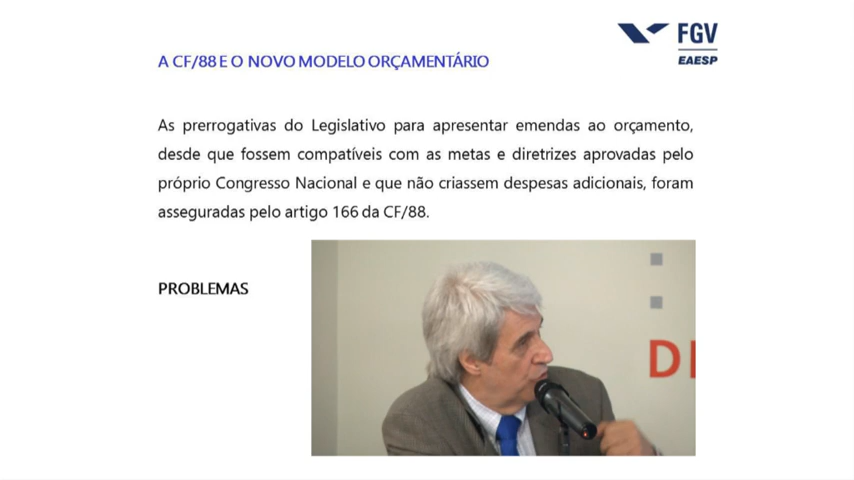 FGV
EAESP
A CF/88 E O NOVO MODELO ORÇAMENTÁRIO
As prerrogativas do Legislativo para apresentar emendas ao orçamento,
desde que fossem compatíveis com as metas e diretrizes aprovadas pelo
próprio Congresso Nacional e que não criassem despesas adicionais, foram
asseguradas pelo artigo 166 da CF/88.
PROBLEMAS